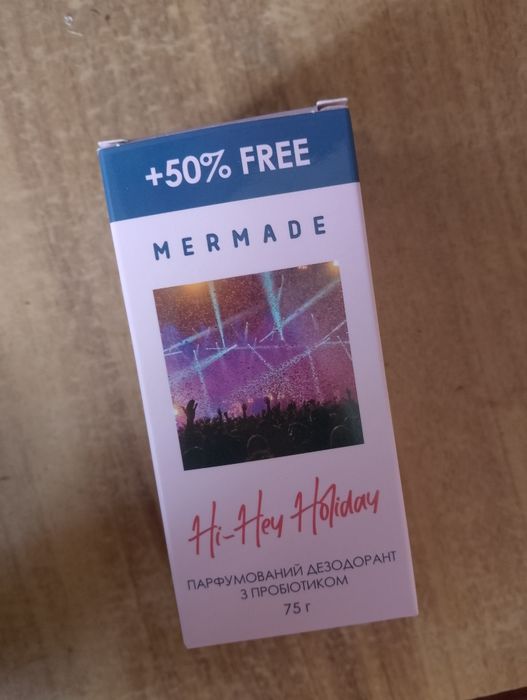 +50% FREE
MERMADE
Hi-Hey Holiday
ПАРФУМОВАНИЙ ДЕЗОДОРАНТ
З ПРОБІОТИКОМ
75 г